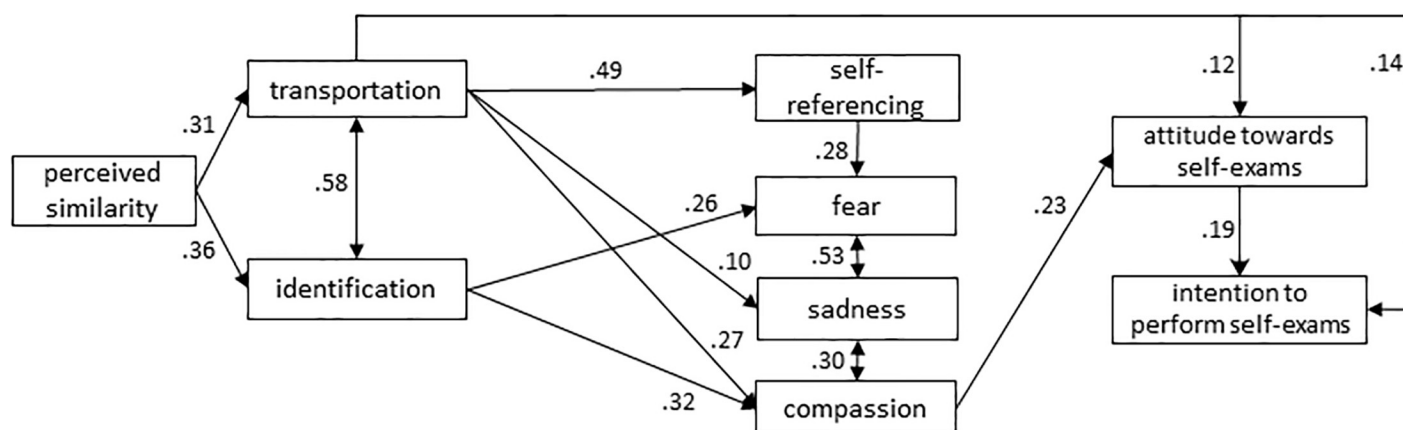 .12
.14
transportation
.49
self-
referencing
.31
perceived
similarity
.58
.28
attitude towards
self-exams
.36
.26
fear
.23
.53
.19
identification
.10
sadness
intention to
perform self-exams
.27
.30
.32
compassion